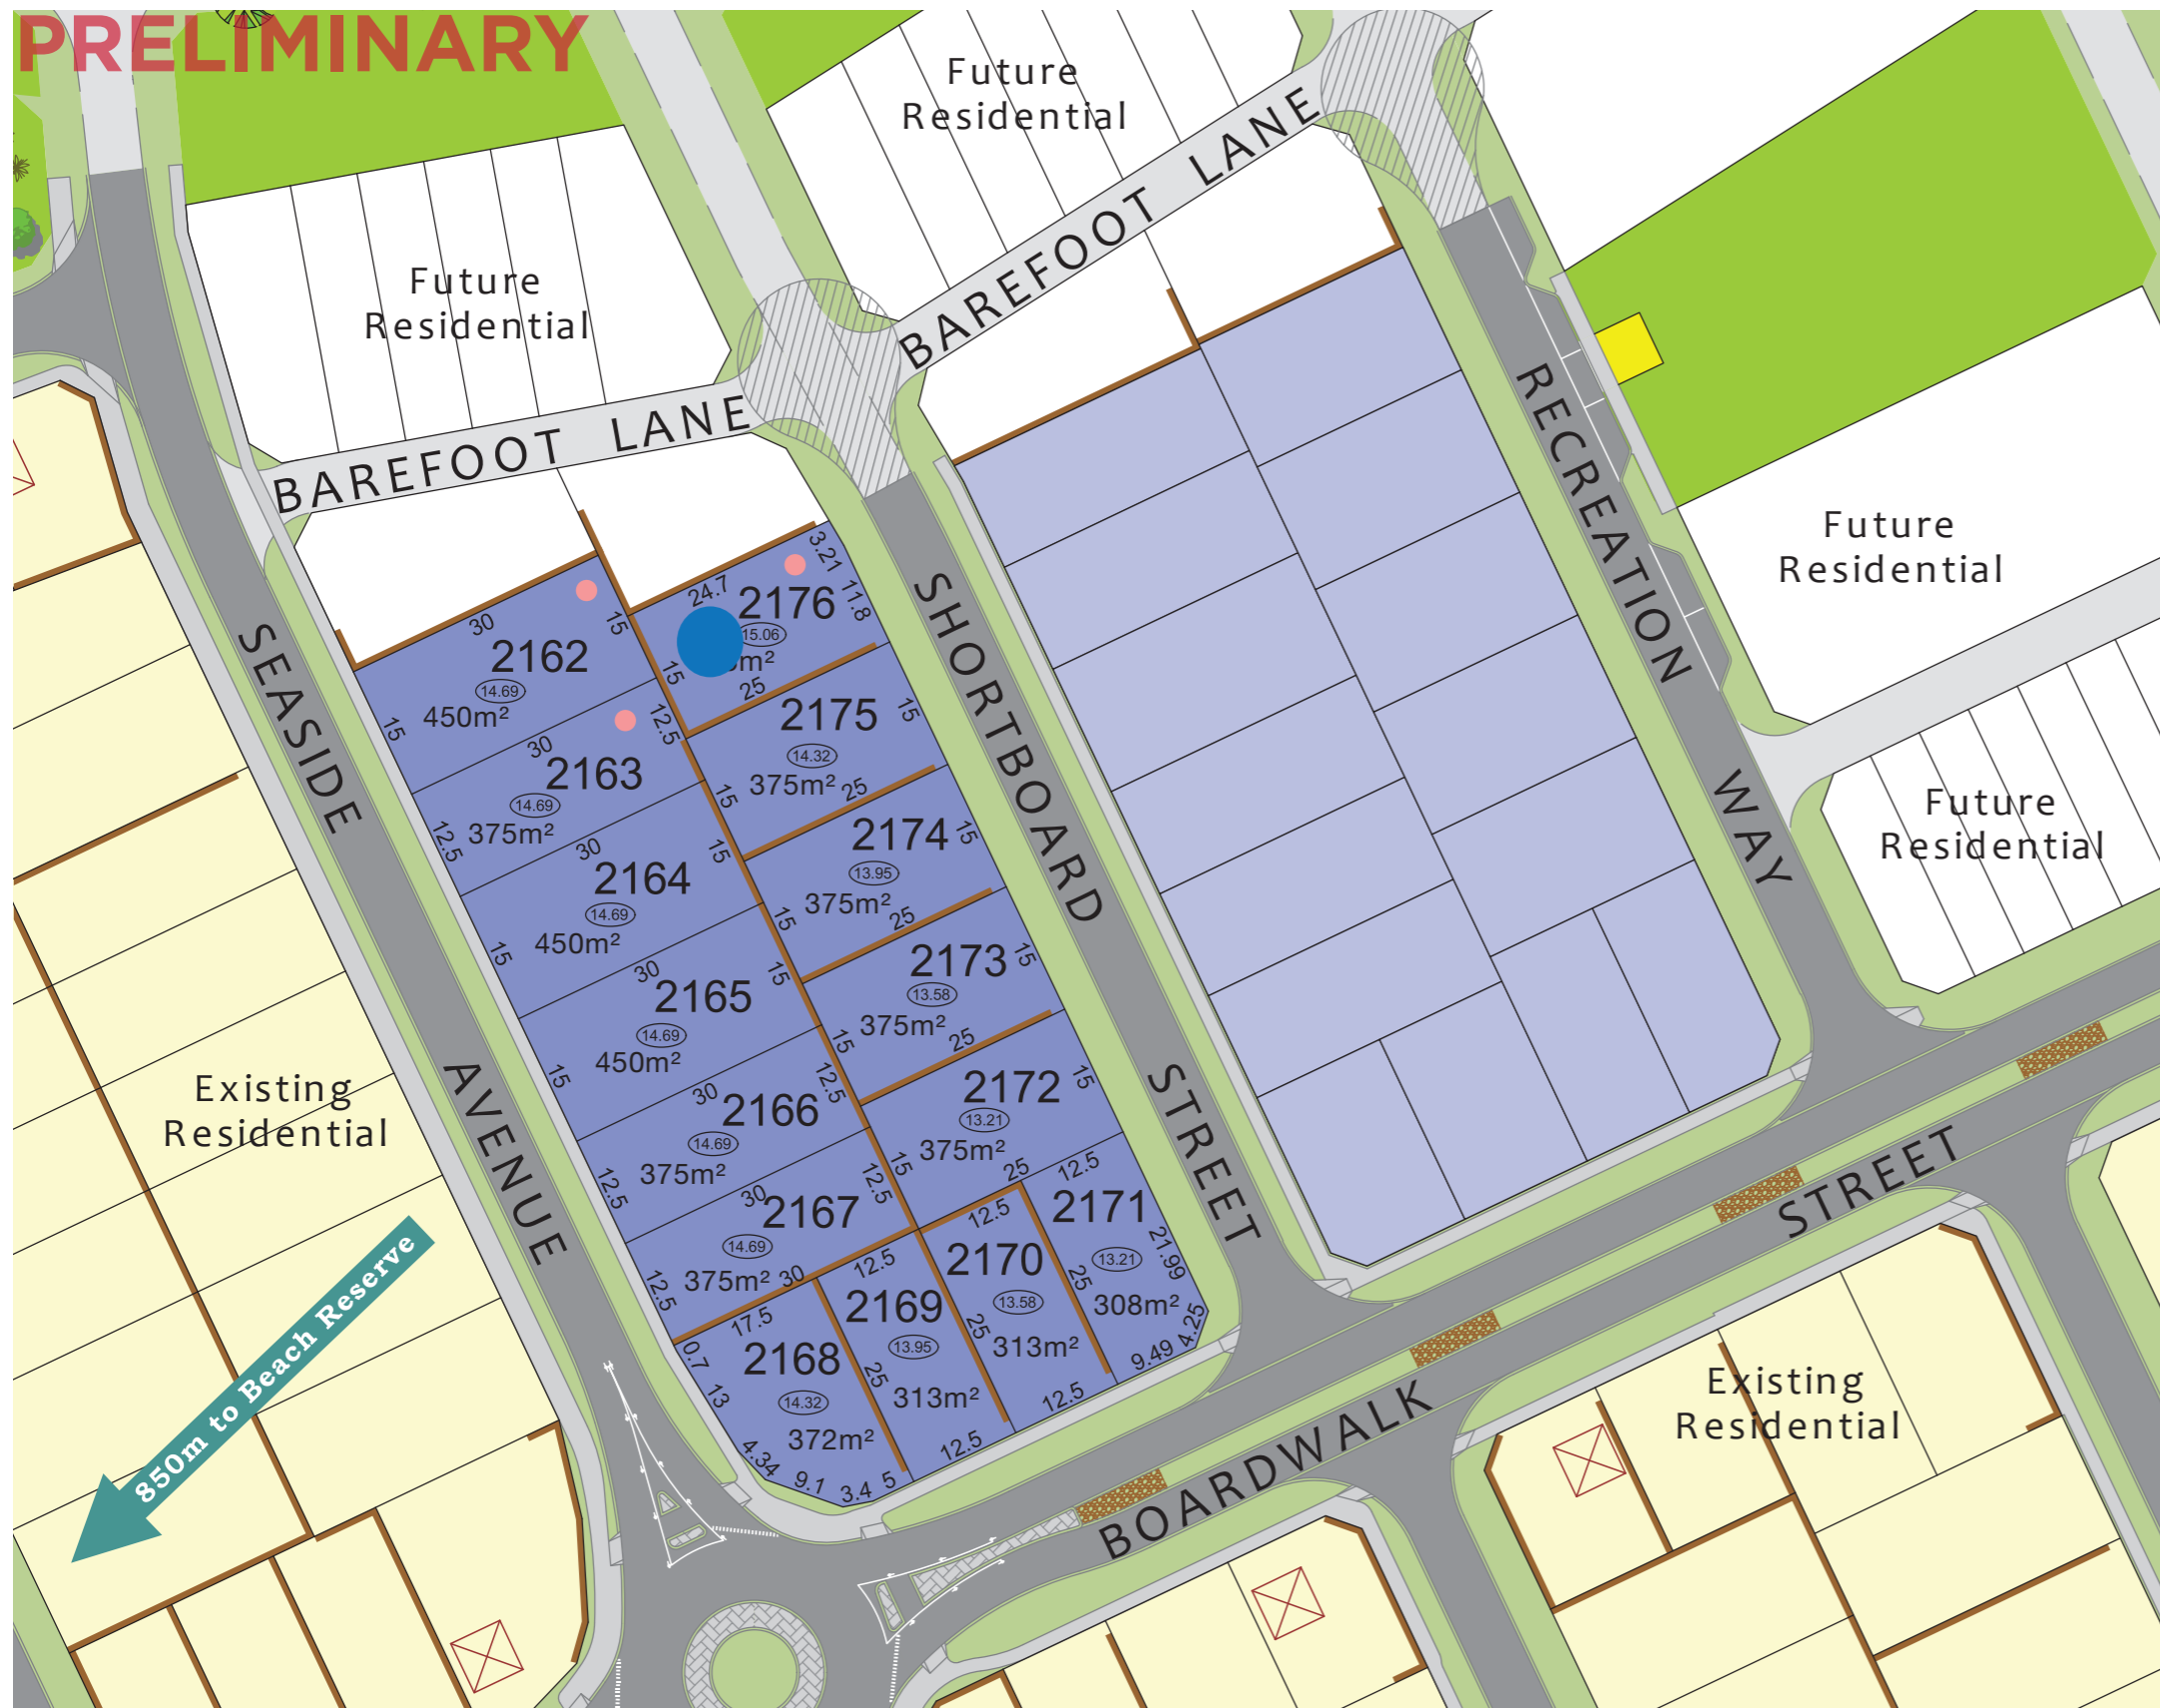 PRELIMINARY
Future
Residential
Future
Residential
BAREFOOT LANE
BAREFOOT LANE
Future
Residential
Future
Residential
Existing
Residential
Existing
Residential
SEASIDE
AVENUE
SHORTBOARD
STREET
RECREATION
WAY
BOARDWALK
STREET
850m to Beach Reserve
30
15
2162
14.69
450m²
15
24.7
3.21
11.8
2176
15.06
m²
15
25
30
12.5
2163
14.69
375m²
12.5
2175
15
14.32
375m²
15
25
30
15
2164
14.69
450m²
15
2174
15
13.95
375m²
15
25
30
15
2165
14.69
450m²
15
2173
15
13.58
375m²
15
25
30
12.5
2166
14.69
375m²
12.5
2172
15
13.21
375m²
15
25
30
12.5
2167
14.69
375m²
12.5
30
17.5
0.7
2168
13
14.32
372m²
4.34
9.1
3.4
5
12.5
2169
13.95
25
313m²
12.5
12.5
2170
13.58
25
313m²
12.5
12.5
2171
21.99
13.21
25
308m²
4.25
9.49